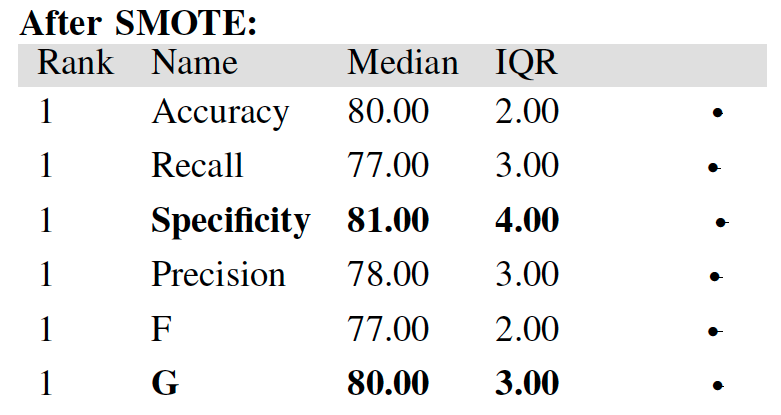 After SMOTE:
Rank Name Median IQR
1 Accuracy 80.00 2.00
1 Recall 77.00 3.00
1 Specificity 81.00 4.00
1 Precision 78.00 3.00
1 F 77.00 2.00
1 G 80.00 3.00